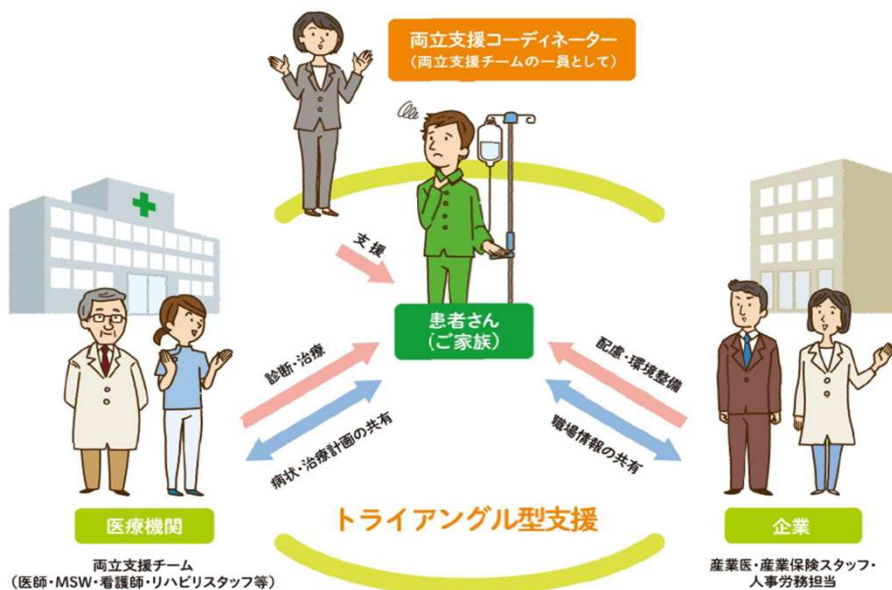 両立支援コーディネーター
（両立支援チームの一員として）
支援
患者さん
（ご家族）
診断・治療
病状・治療計画の共有
配慮・環境整備
職場情報の共有
トライアングル型支援
医療機関
両立支援チーム
（医師・MSW・看護師・リハビリスタッフ等）
企業
産業医・産業保険スタッフ・
人事労務担当